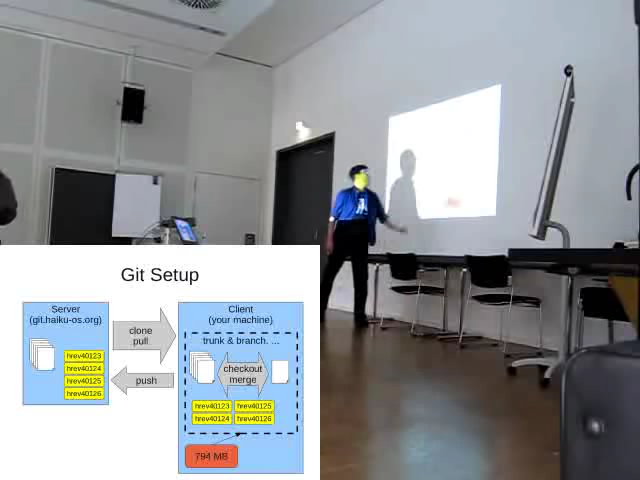 Git Setup
Server
(git.haiku-os.org)
hrev40123
hrev40124
hrev40125
hrev40126
clone
pull
push
Client
(your machine)
trunk & branch. ...
checkout
merge
hrev40123 hrev40125
hrev40124 hrev40126
794 MB